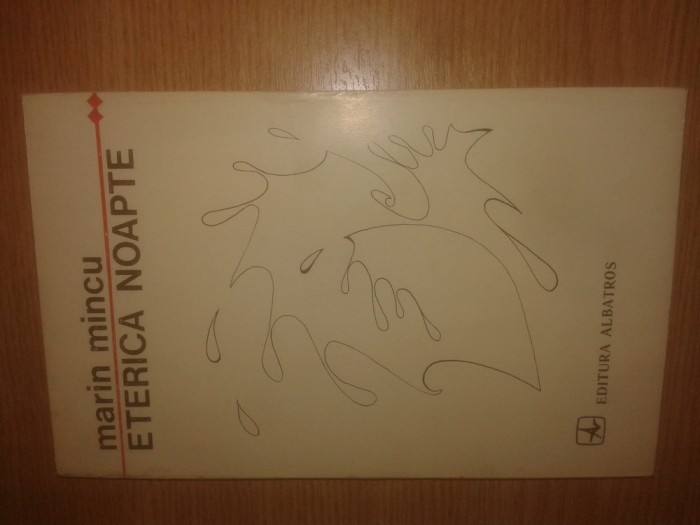 marin mincu
ETERICA NOAPTE
EDITURA ALBATROS